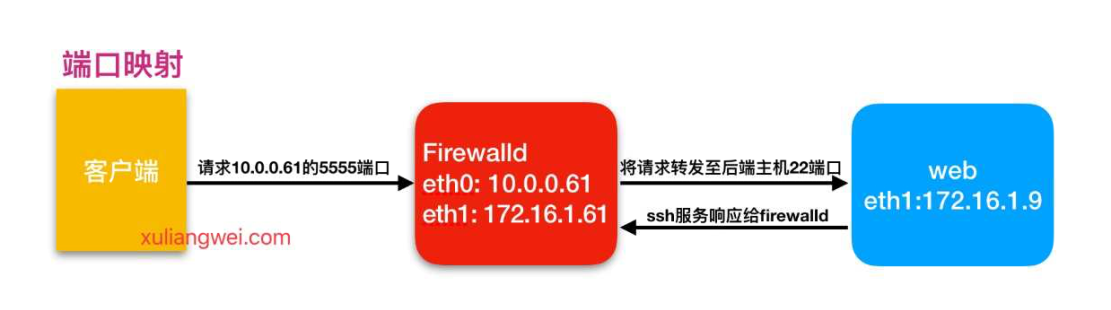 端口映射
客户端
xuliangwei.com
请求10.0.0.61的5555端口
Firewalld
eth0: 10.0.0.61
eth1: 172.16.1.61
将请求转发至后端主机22端口
ssh服务响应给firewalld
web
eth1:172.16.1.9